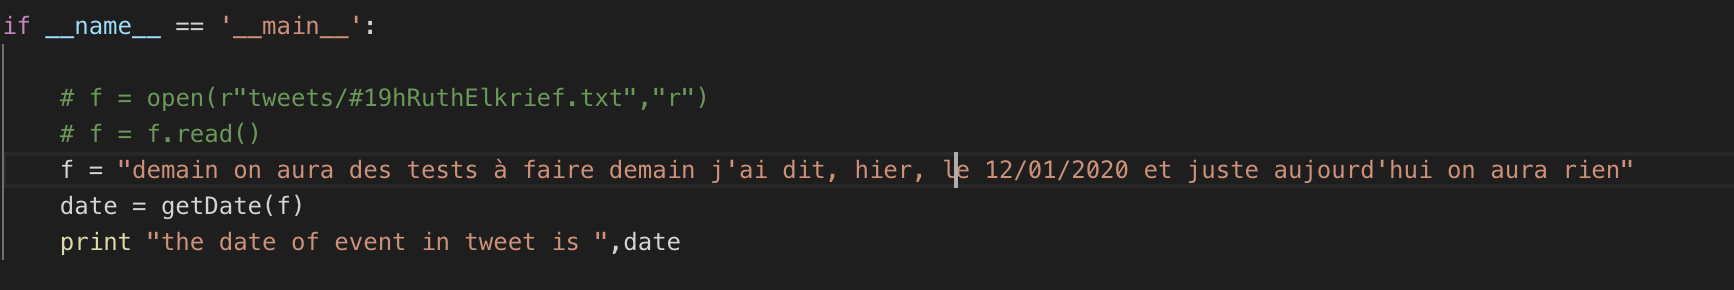 if __name__ == '__main__':
# f = open(r"tweets/#19hRuthElkrief.txt","r")
# f = f.read()
f = "demain on aura des tests à faire demain j'ai dit, hier, le 12/01/2020 et juste aujourd'hui on aura rien"
date = getDate(f)
print "the date of event in tweet is ",date